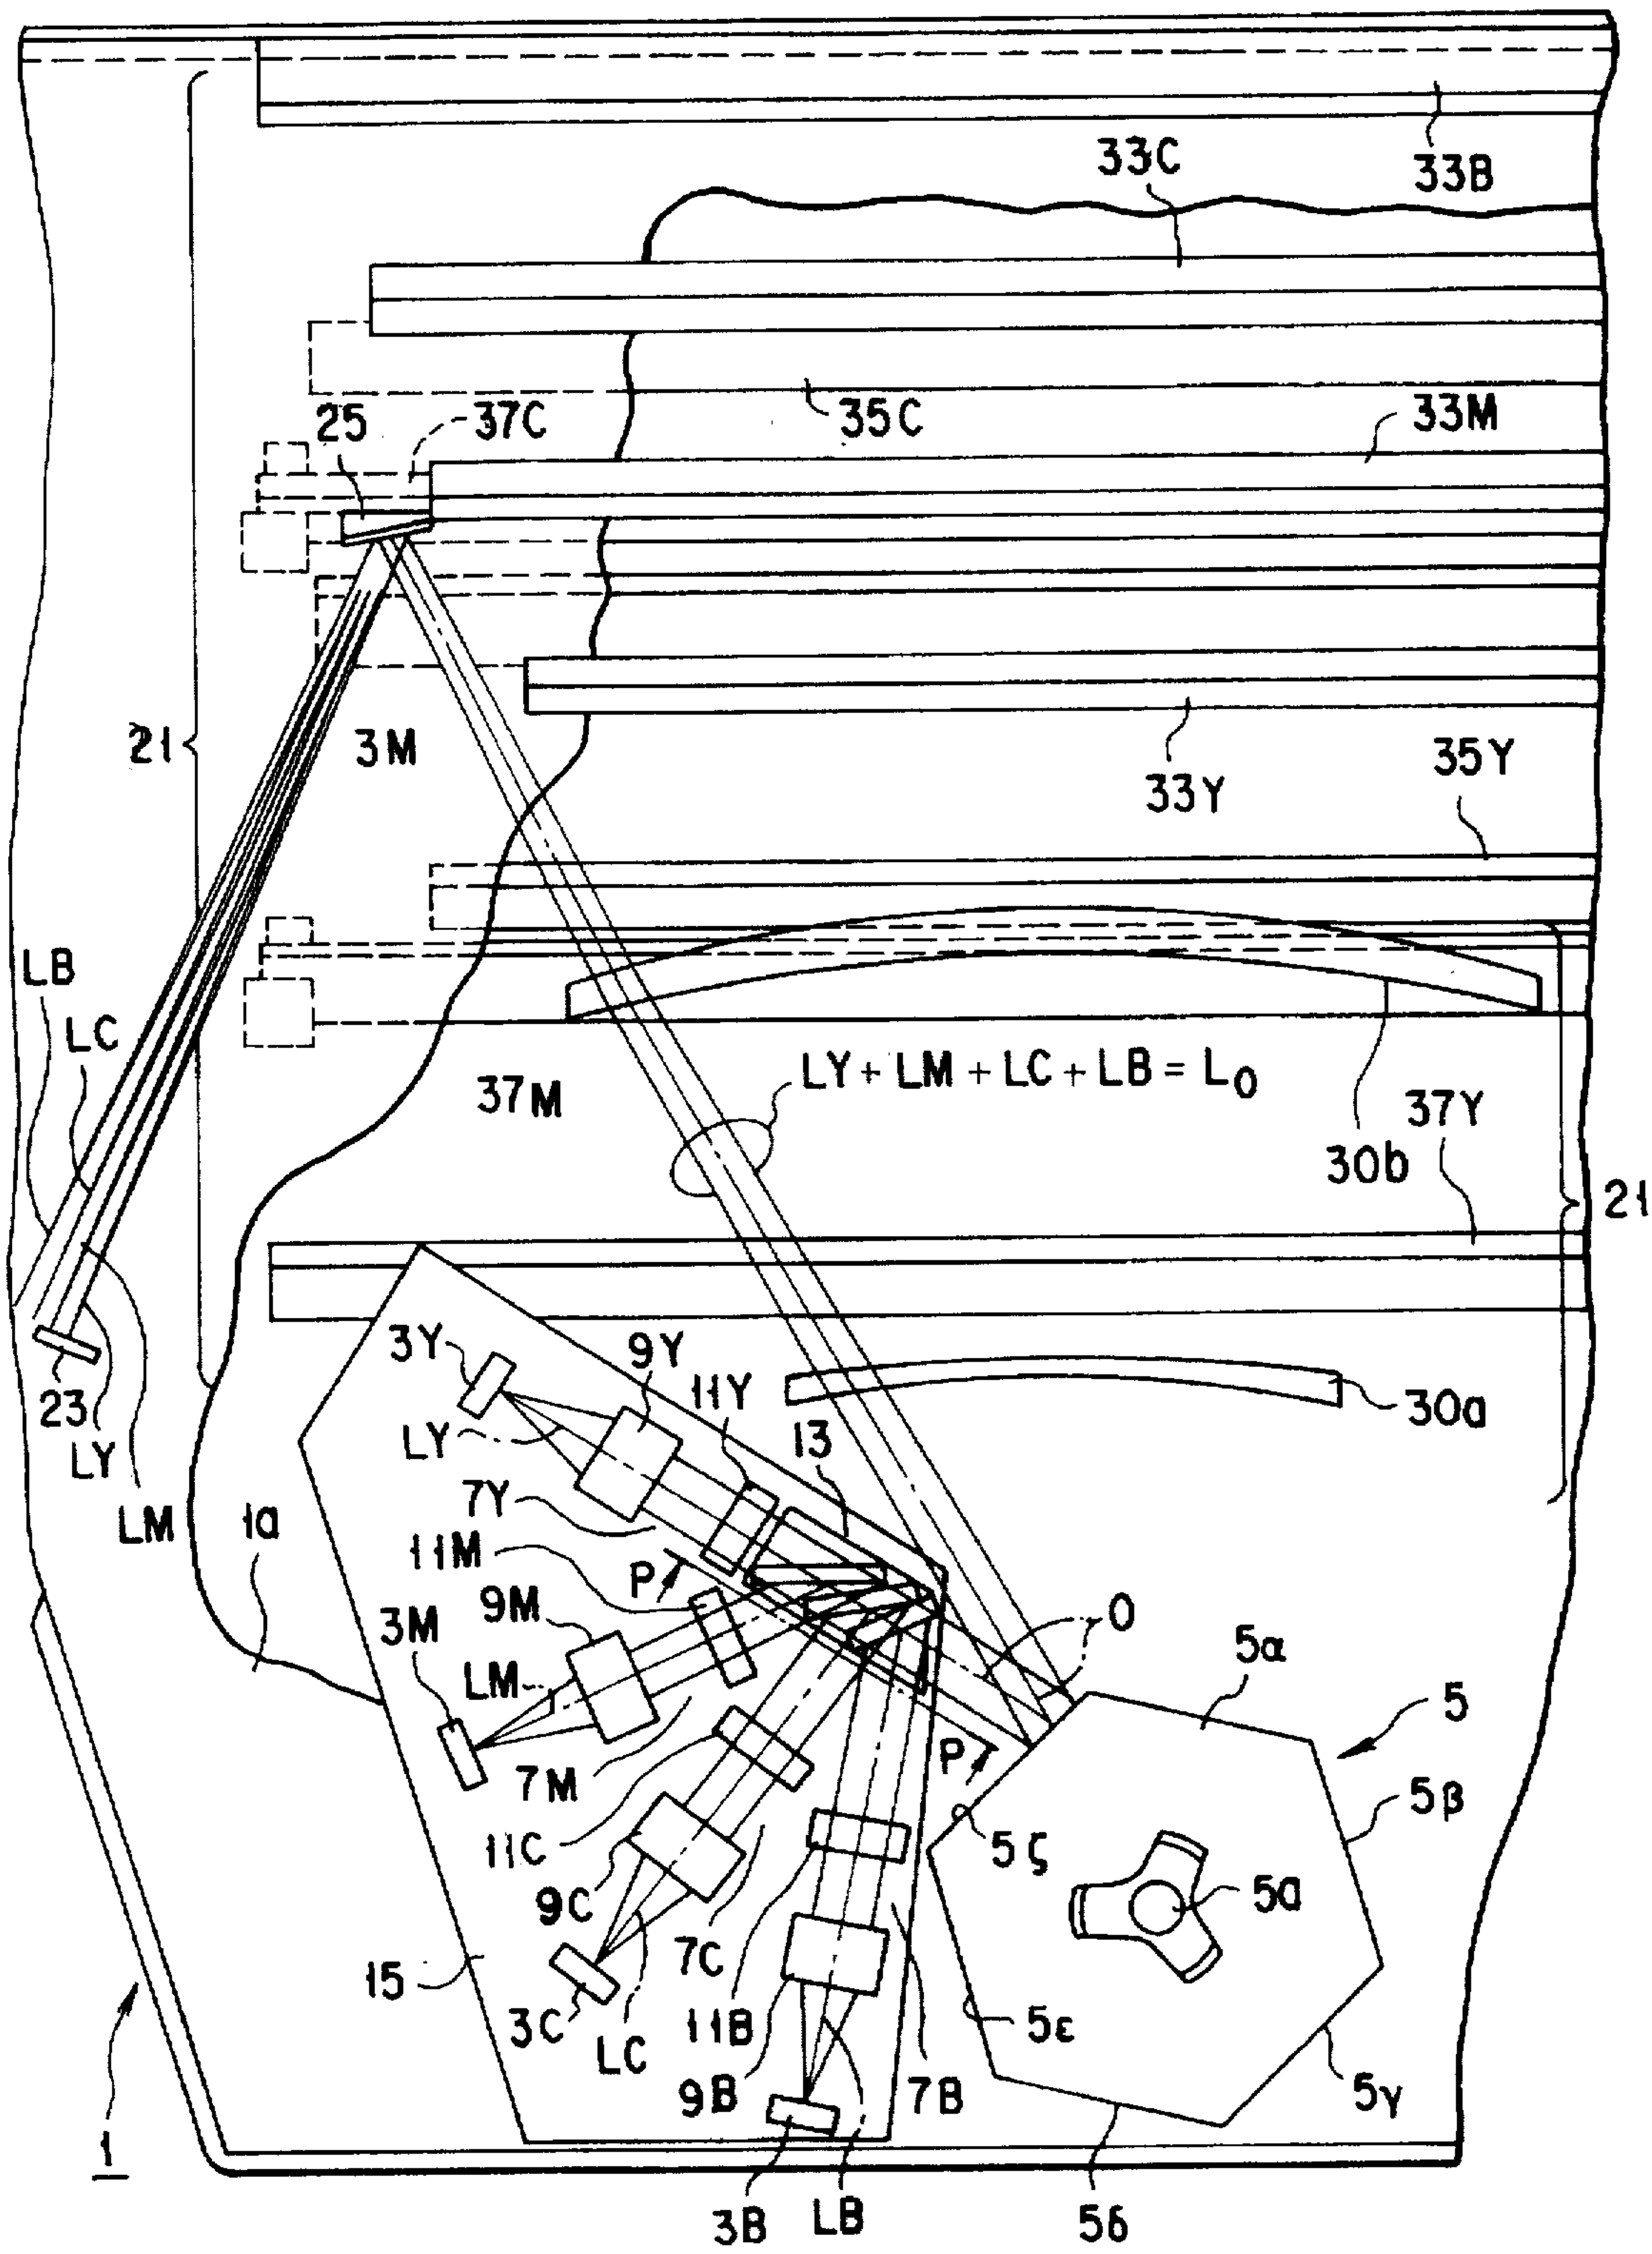 33C
33B
25
37C
35C
33M
21
3M
33Y
35Y
LB
LC
LY + LM + LC + LB = L0
37M
37Y
30b
21
3Y
9Y
11Y
30a
23
LY
LY
13
LM
1a
7Y
11M
P
9M
3M
O
5α
LM
5
P
7M
5β
11C
5ζ
9C
5a
7C
15
3C
11B
5ε
LC
9B
7B
5γ
1
3B
LB
5δ